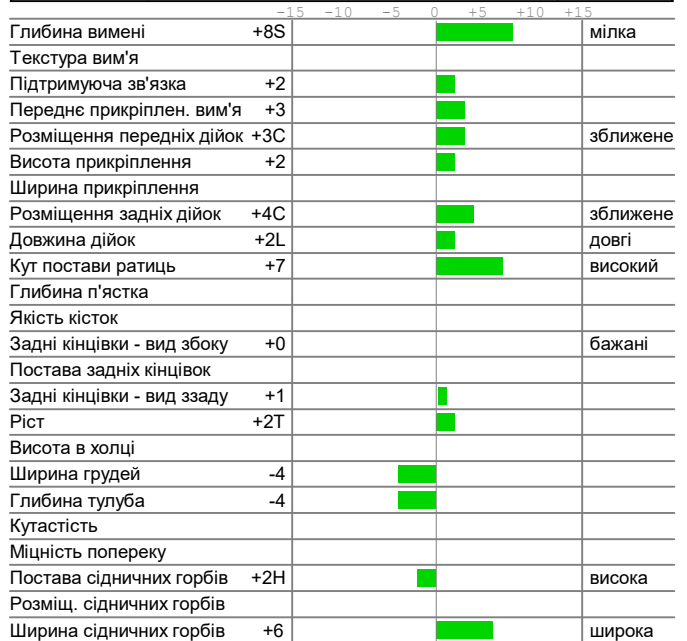 -15 -10 -5 0 +5 +10 +15
Глибина вимені +8S мілка
Текстура вим'я
Підтримуюча зв'язка +2
Переднє прикріплен. вим'я +3
Розміщення передніх дійок +3C зближене
Висота прикріплення +2
Ширина прикріплення
Розміщення задніх дійок +4C зближене
Довжина дійок +2L довгі
Кут постави ратиць +7 високий
Глибина п'ястка
Якість кісток
Задні кінцівки - вид збоку +0 бажані
Постава задніх кінцівок
Задні кінцівки - вид ззаду +1
Ріст +2T
Висота в холці
Ширина грудей -4
Глибина тулуба -4
Кутастість
Міцність попереку
Постава сідничних горбів +2H висока
Розміщ. сідничних горбів
Ширина сідничних горбів +6 широка